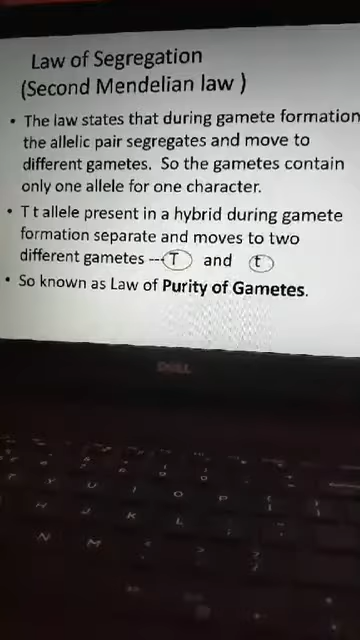 Law of Segregation
(Second Mendelian law )
• The law states that during gamete formation
the allelic pair segregates and move to
different gametes. So the gametes contain
only one allele for one character.
• T t allele present in a hybrid during gamete
formation separate and moves to two
different gametes --- T and t
• So known as Law of Purity of Gametes.
DELL
Y U I O P { [
H J K L : ; "
N M < > ? /